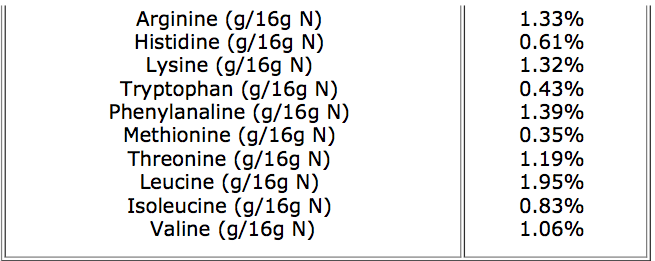 Arginine (g/16g N) 1.33%
Histidine (g/16g N) 0.61%
Lysine (g/16g N) 1.32%
Tryptophan (g/16g N) 0.43%
Phenylanaline (g/16g N) 1.39%
Methionine (g/16g N) 0.35%
Threonine (g/16g N) 1.19%
Leucine (g/16g N) 1.95%
Isoleucine (g/16g N) 0.83%
Valine (g/16g N) 1.06%